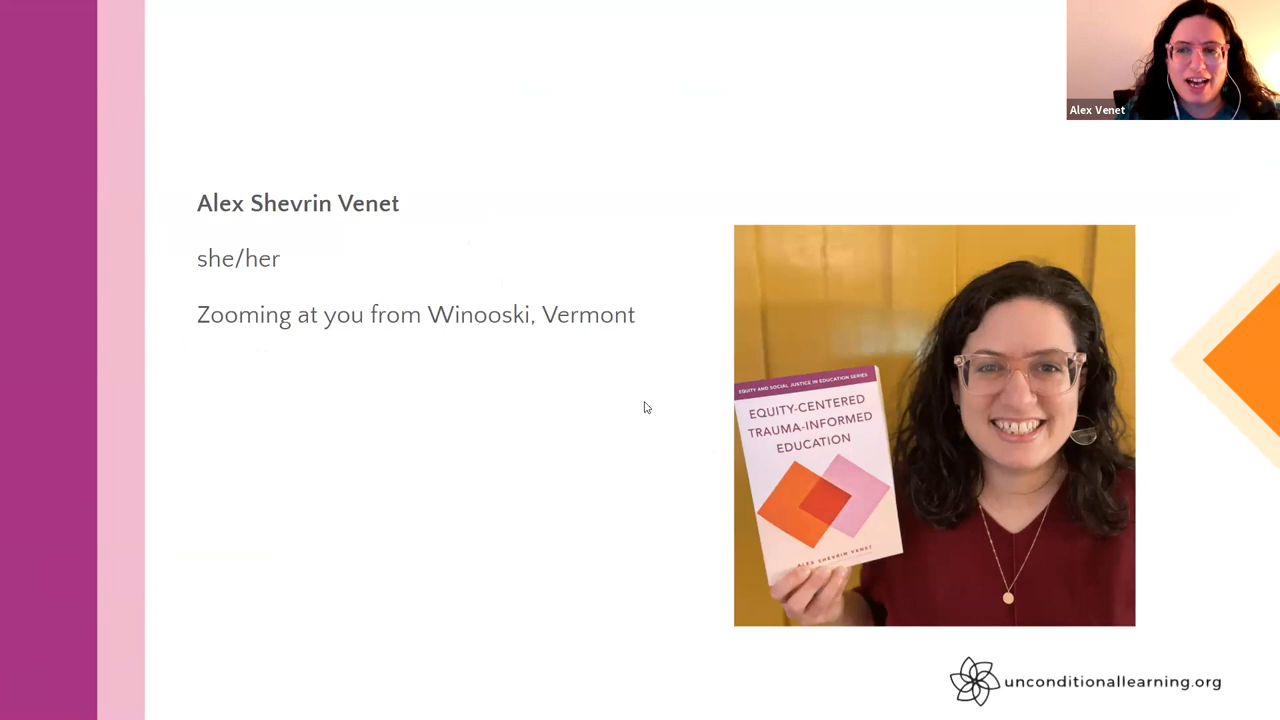 Alex Venet
Alex Shevrin Venet
she/her
Zooming at you from Winooski, Vermont
EQUITY AND SOCIAL JUSTICE IN EDUCATION SERIES
EQUITY-CENTERED
TRAUMA-INFORMED
EDUCATION
ALEX SHEVRIN VENET
unconditionallearning.org